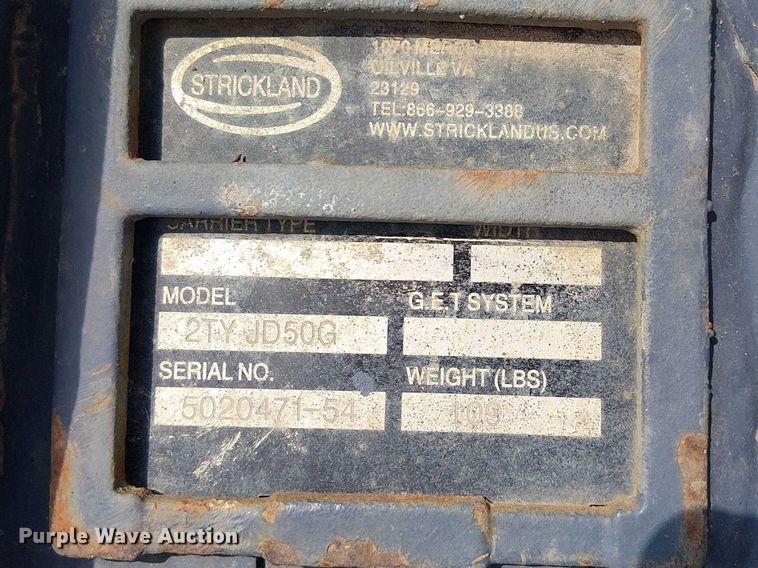 STRICKLAND
1070
OILVILLE VA
23129
TEL:866-929-3388
WWW.STRICKLANDUS.COM
CARRIER TYPE WIDTH
MODEL G.E.T SYSTEM
2TY JD50G
SERIAL NO. WEIGHT (LBS)
5020471-54 109
Purple Wave Auction®